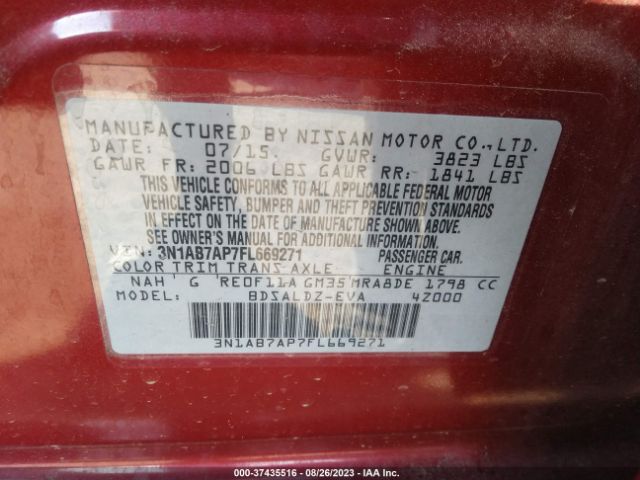 MANUFACTURED BY NISSAN MOTOR CO., LTD.
DATE: 07/15. GVWR: 3823 LBS
GAWR FR: 2006 LBS GAWR RR: 1841 LBS
THIS VEHICLE CONFORMS TO ALL APPLICABLE FEDERAL MOTOR
VEHICLE SAFETY, BUMPER AND THEFT PREVENTION STANDARDS
IN EFFECT ON THE DATE OF MANUFACTURE SHOWN ABOVE.
SEE OWNER'S MANUAL FOR ADDITIONAL INFORMATION.
VIN: 3N1AB7AP7FL669271 PASSENGER CAR.
COLOR TRIM TRANS AXLE ENGINE
NAH G RE0F11A GM35 MRA8DE 1798 CC
MODEL: BDSALDZ-EVA 4Z000
3N1AB7AP7FL669271
000-37435516 - 08/26/2023 - IAA Inc.